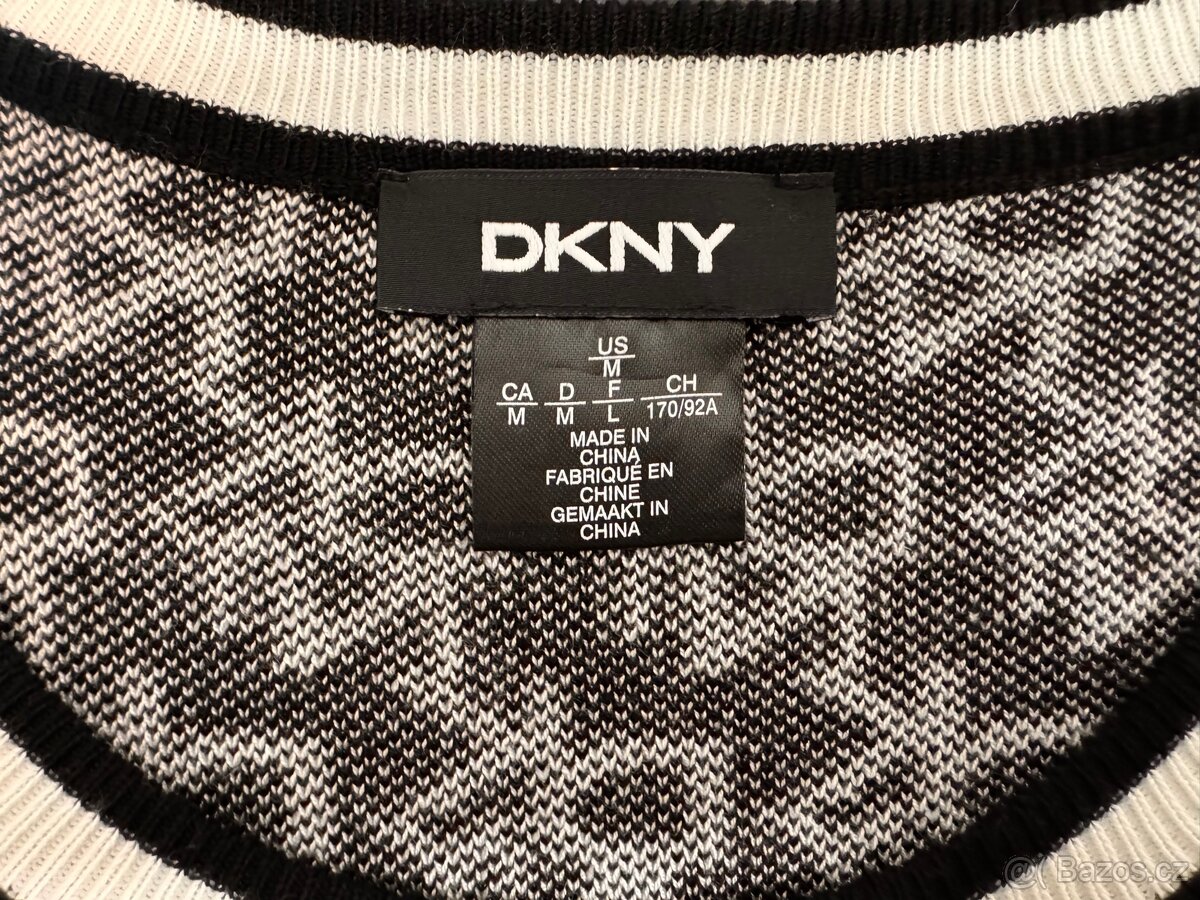 DKNY
US
M
CA D F CH
M M L 170/92A
MADE IN
CHINA
FABRIQUÉ EN
CHINE
GEMAAKT IN
CHINA
Bazos.cz